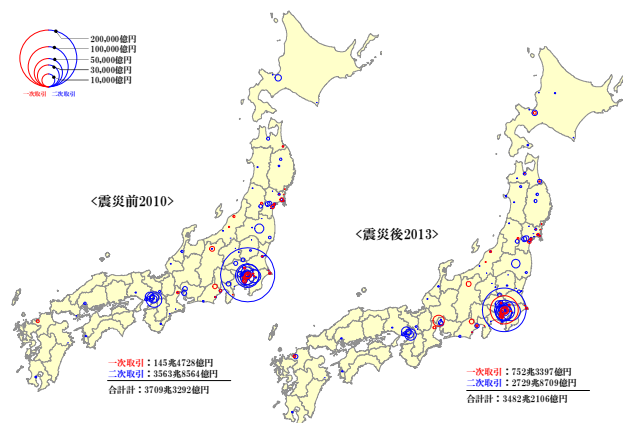 200,000億円
100,000億円
50,000億円
30,000億円
10,000億円
一次取引 二次取引
<震災前2010>
<震災後2013>
一次取引：145兆4728億円
二次取引：3563兆8564億円
合計計：3709兆3292億円
一次取引：752兆3397億円
二次取引：2729兆8709億円
合計計：3482兆2106億円